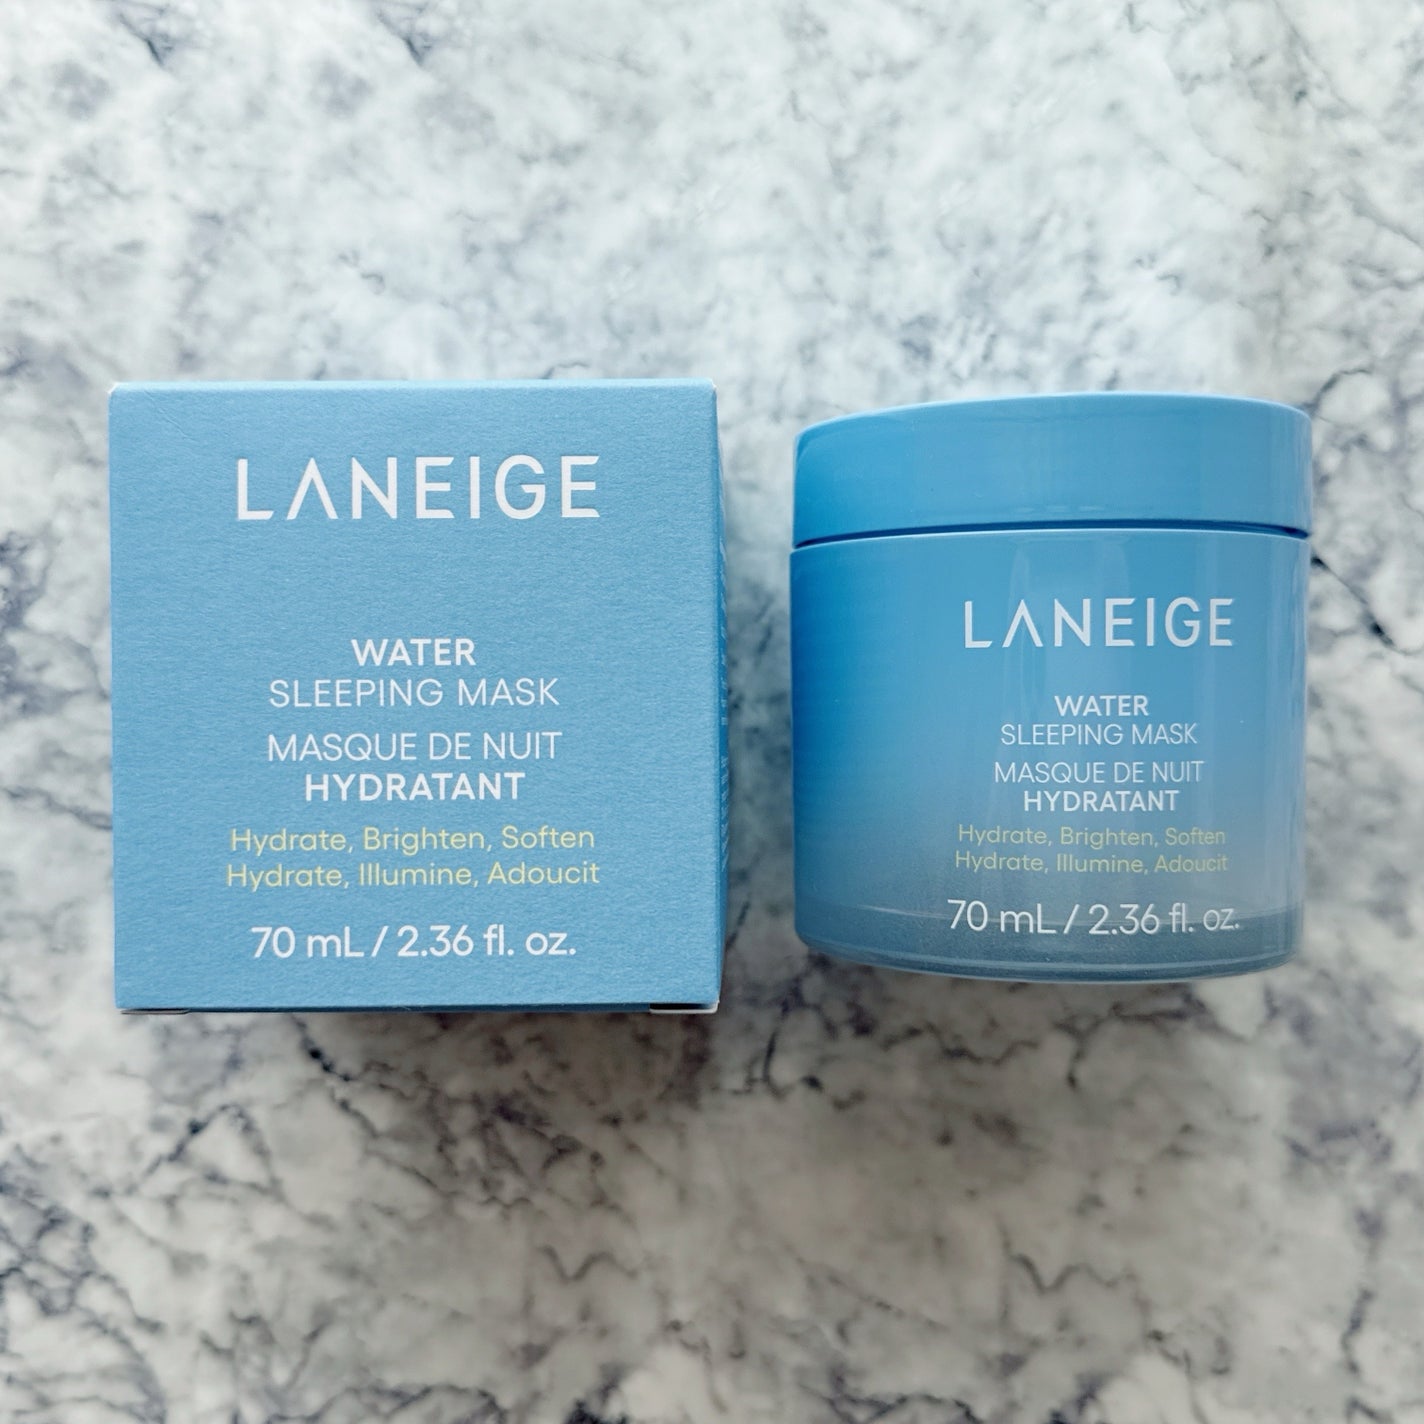 LANEIGE
WATER
SLEEPING MASK
MASQUE DE NUIT
HYDRATANT
Hydrate, Brighten, Soften
Hydrate, Illumine, Adoucit
70 mL / 2.36 fl. oz.
LANEIGE
WATER
SLEEPING MASK
MASQUE DE NUIT
HYDRATANT
Hydrate, Brighten, Soften
Hydrate, Illumine, Adoucit
70 mL / 2.36 fl. oz.